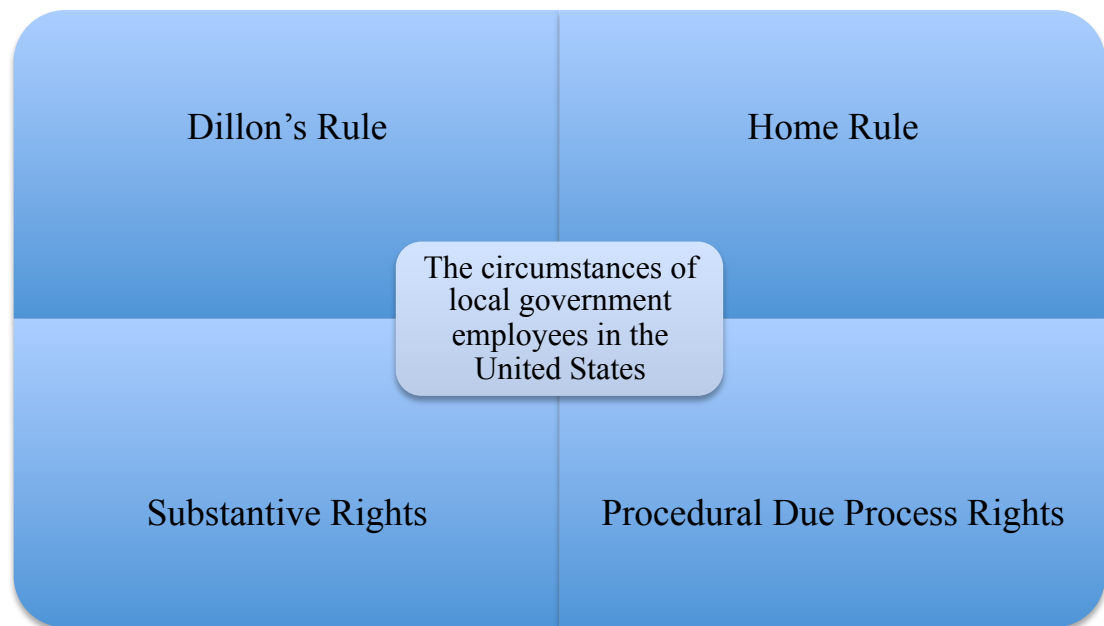 Dillon’s Rule
Home Rule
The circumstances of
local government
employees in the
United States
Substantive Rights
Procedural Due Process Rights